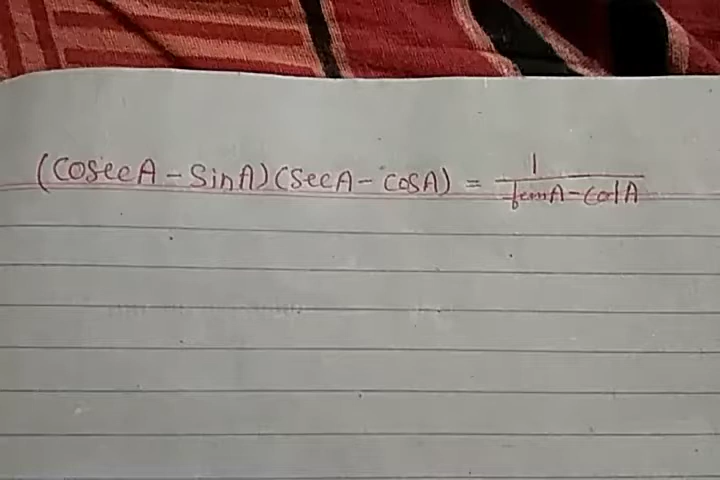 (CosecA - SinA)(SecA - CosA) = 1/(tanA - CotA)